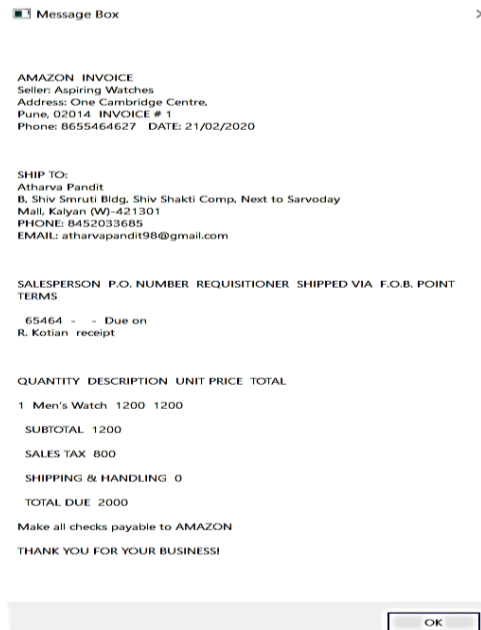 Message Box
AMAZON INVOICE
Seller: Aspiring Watches
Address: One Cambridge Centre,
Pune, 02014 INVOICE # 1
Phone: 8655464627 DATE: 21/02/2020
SHIP TO:
Atharva Pandit
B, Shiv Smruti Bldg, Shiv Shakti Comp, Next to Sarvoday
Mall, Kalyan (W)-421301
PHONE: 8452033685
EMAIL: atharvapandit98@gmail.com
SALESPERSON P.O. NUMBER REQUISITIONER SHIPPED VIA F.O.B. POINT
TERMS
65464 - - Due on
R. Kotian receipt
QUANTITY DESCRIPTION UNIT PRICE TOTAL
1 Men's Watch 1200 1200
SUBTOTAL 1200
SALES TAX 800
SHIPPING & HANDLING 0
TOTAL DUE 2000
Make all checks payable to AMAZON
THANK YOU FOR YOUR BUSINESS!
OK